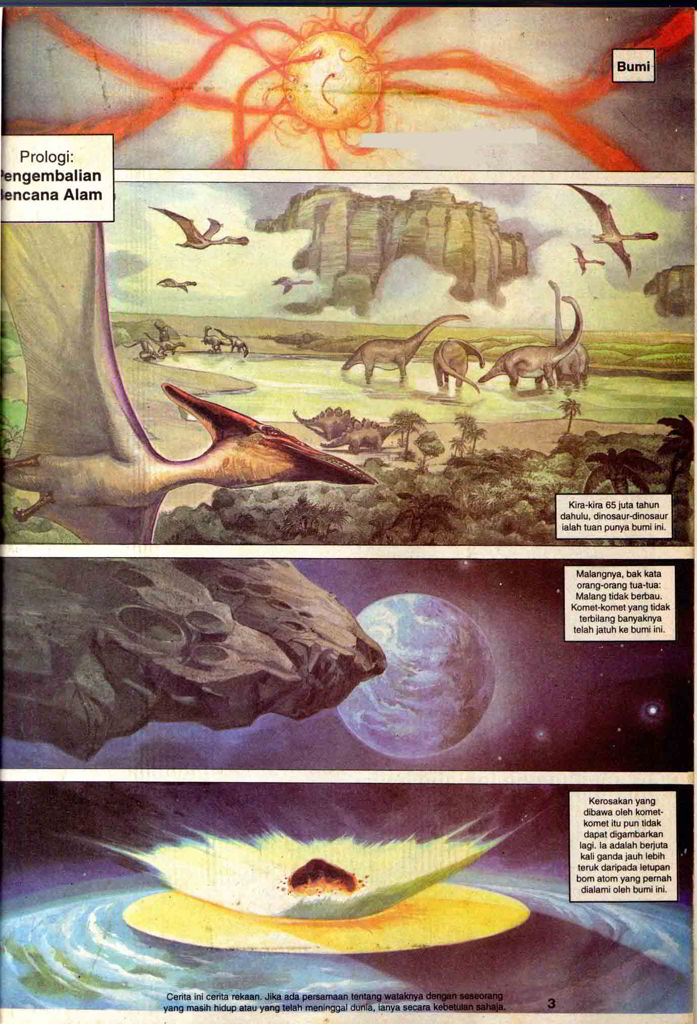 Bumi
Prologi:
Pengembalian
Bencana Alam
Kira-kira 65 juta tahun
dahulu, dinosaur-dinosaur
ialah tuan punya bumi ini.
Malangnya, bak kata
orang-orang tua-tua:
Malang tidak berbau.
Komet-komet yang tidak
terbilang banyaknya
telah jatuh ke bumi ini.
Kerosakan yang
dibawa oleh komet-
komet itu pun tidak
dapat digambarkan
lagi. Ia adalah berjuta
kali ganda jauh lebih
teruk daripada letupan
bom atom yang pernah
dialami oleh bumi ini.
Cerita ini cerita rekaan. Jika ada persamaan tentang wataknya dengan seseorang
yang masih hidup atau yang telah meninggal dunia, ianya secara kebetulan sahaja.
3